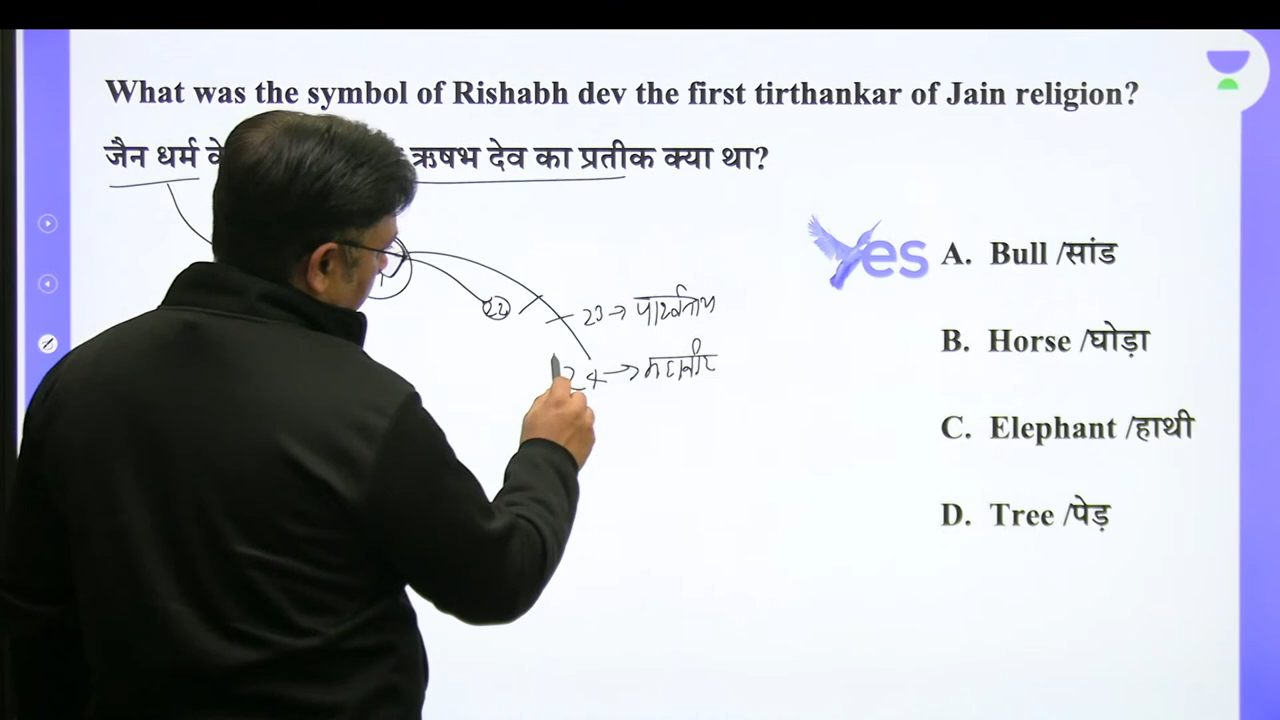 What was the symbol of Rishabh dev the first tirthankar of Jain religion?
जैन धर्म ऋषभ देव का प्रतीक क्या था?
yes A. Bull /सांड
22
23 → पार्श्वनाथ
B. Horse /घोड़ा
24 → महावीर
C. Elephant /हाथी
D. Tree /पेड़